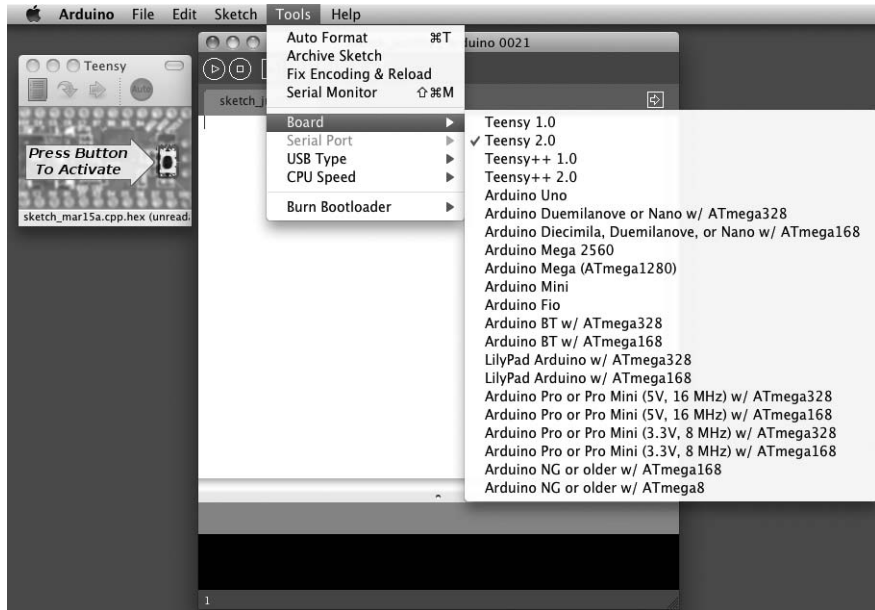 Arduino File Edit Sketch Tools Help
Teensy
Auto
Press Button
To Activate
sketch_mar15a.cpp.hex (unread
duino 0021
sketch_j
Auto Format ⌘T
Archive Sketch
Fix Encoding & Reload
Serial Monitor ⇧⌘M
Board
Serial Port
USB Type
CPU Speed
Burn Bootloader
Teensy 1.0
✓ Teensy 2.0
Teensy++ 1.0
Teensy++ 2.0
Arduino Uno
Arduino Duemilanove or Nano w/ ATmega328
Arduino Diecimila, Duemilanove, or Nano w/ ATmega168
Arduino Mega 2560
Arduino Mega (ATmega1280)
Arduino Mini
Arduino Fio
Arduino BT w/ ATmega328
Arduino BT w/ ATmega168
LilyPad Arduino w/ ATmega328
LilyPad Arduino w/ ATmega168
Arduino Pro or Pro Mini (5V, 16 MHz) w/ ATmega328
Arduino Pro or Pro Mini (5V, 16 MHz) w/ ATmega168
Arduino Pro or Pro Mini (3.3V, 8 MHz) w/ ATmega328
Arduino Pro or Pro Mini (3.3V, 8 MHz) w/ ATmega168
Arduino NG or older w/ ATmega168
Arduino NG or older w/ ATmega8
1